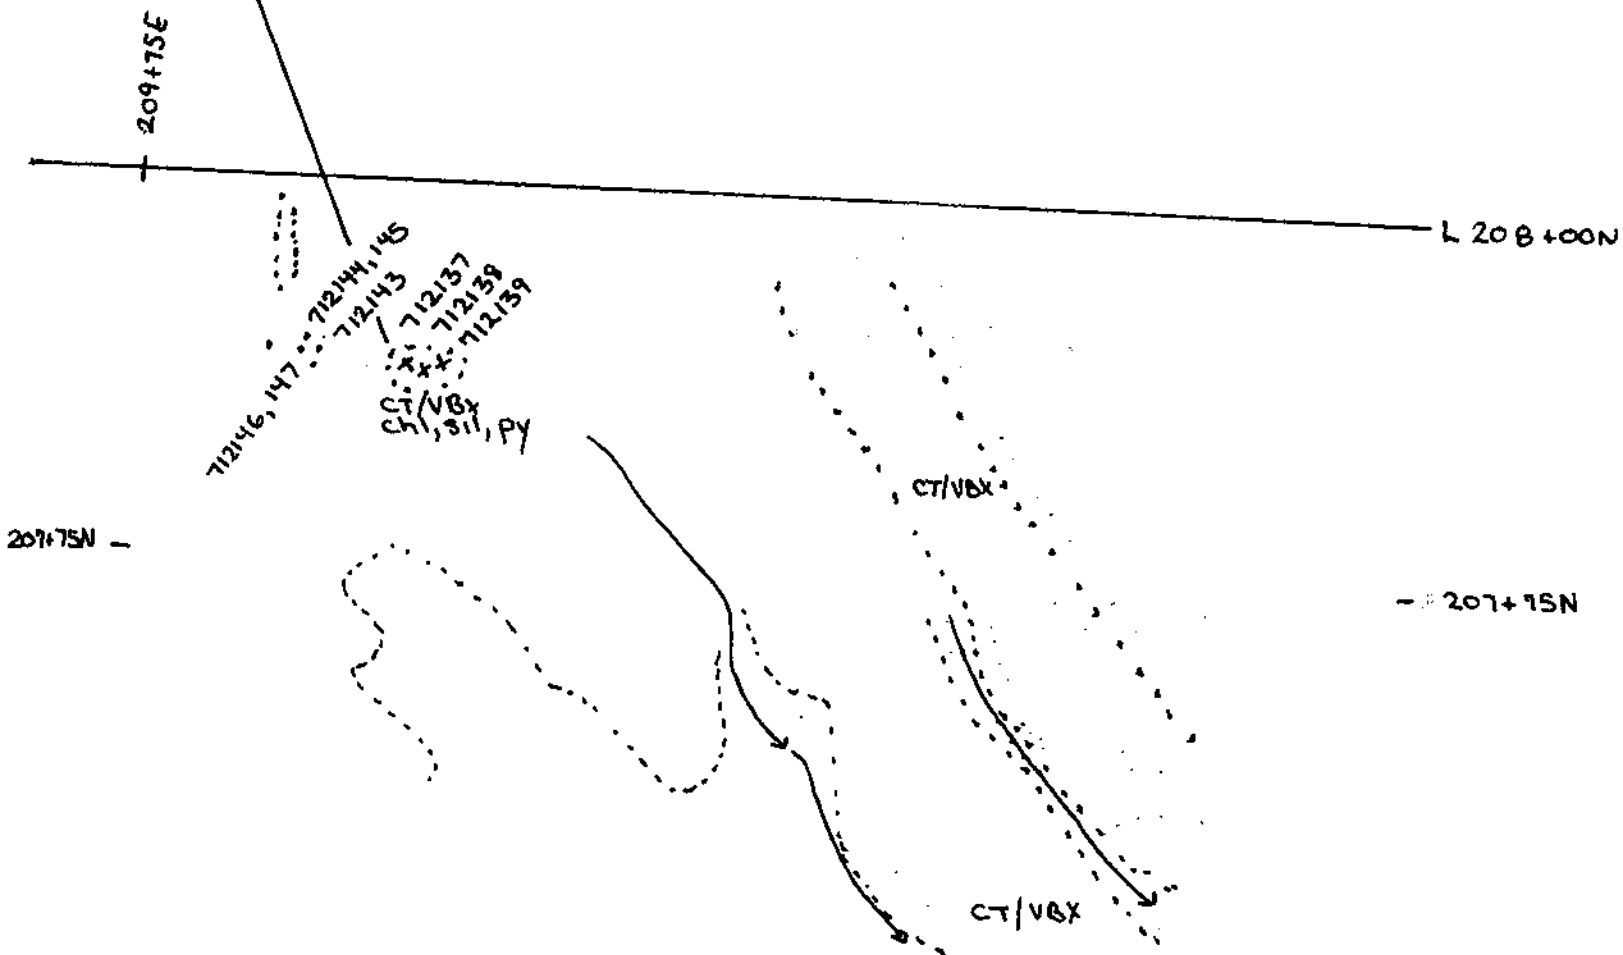 209+75E
L 208+00N
712144,145
712143
712137
712138
712139
712146,147
CT/VBX
Chl, Sil, PY
CT/VBX
207+75N -
- 207+75N
CT/VBX